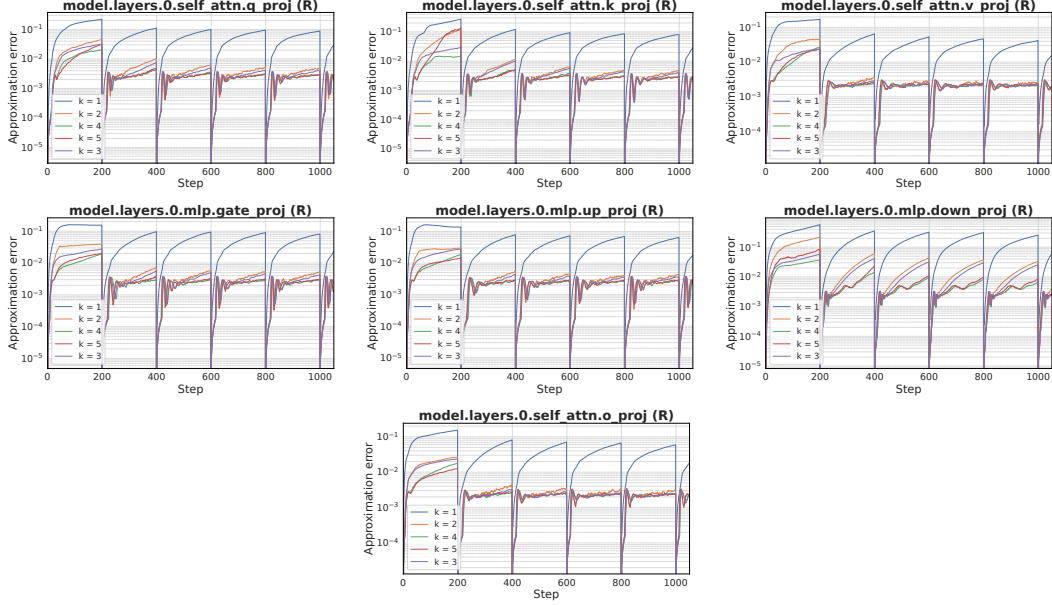 model.layers.0.self_attn.q_proj (R)
Approximation error
10⁻¹
10⁻²
10⁻³
10⁻⁴
10⁻⁵
k = 1
k = 2
k = 4
k = 5
k = 3
0 200 400 600 800 1000
Step
model.layers.0.self_attn.k_proj (R)
Approximation error
10⁻¹
10⁻²
10⁻³
10⁻⁴
10⁻⁵
k = 1
k = 2
k = 4
k = 5
k = 3
0 200 400 600 800 1000
Step
model.layers.0.self_attn.v_proj (R)
Approximation error
10⁻¹
10⁻²
10⁻³
10⁻⁴
k = 1
k = 2
k = 4
k = 5
k = 3
0 200 400 600 800 1000
Step
model.layers.0.mlp.gate_proj (R)
Approximation error
10⁻¹
10⁻²
10⁻³
10⁻⁴
10⁻⁵
k = 1
k = 2
k = 4
k = 5
k = 3
0 200 400 600 800 1000
Step
model.layers.0.mlp.up_proj (R)
Approximation error
10⁻¹
10⁻²
10⁻³
10⁻⁴
10⁻⁵
k = 1
k = 2
k = 4
k = 5
k = 3
0 200 400 600 800 1000
Step
model.layers.0.mlp.down_proj (R)
Approximation error
10⁻¹
10⁻²
10⁻³
10⁻⁴
10⁻⁵
k = 1
k = 2
k = 4
k = 5
k = 3
0 200 400 600 800 1000
Step
model.layers.0.self_attn.o_proj (R)
Approximation error
10⁻¹
10⁻²
10⁻³
10⁻⁴
k = 1
k = 2
k = 4
k = 5
k = 3
0 200 400 600 800 1000
Step